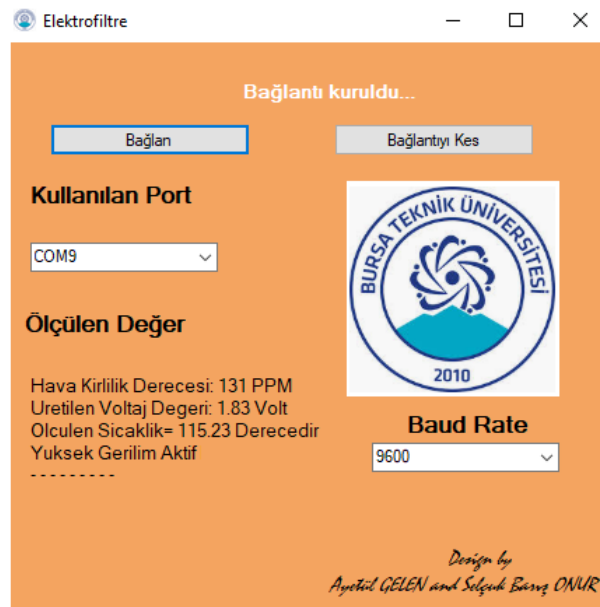 Elektrofiltre
Bağlantı kuruldu...
Bağlan
Bağlantıyı Kes
Kullanılan Port
COM9
BURSA TEKNİK ÜNİVERSİTESİ
2010
Ölçülen Değer
Hava Kirlilik Derecesi: 131 PPM
Uretilen Voltaj Degeri: 1.83 Volt
Olculen Sicaklik= 115.23 Derecedir
Yuksek Gerilim Aktif
- - - - - - - - -
Baud Rate
9600
Design by
Ayetül GELEN and Selçuk Barış ONUR